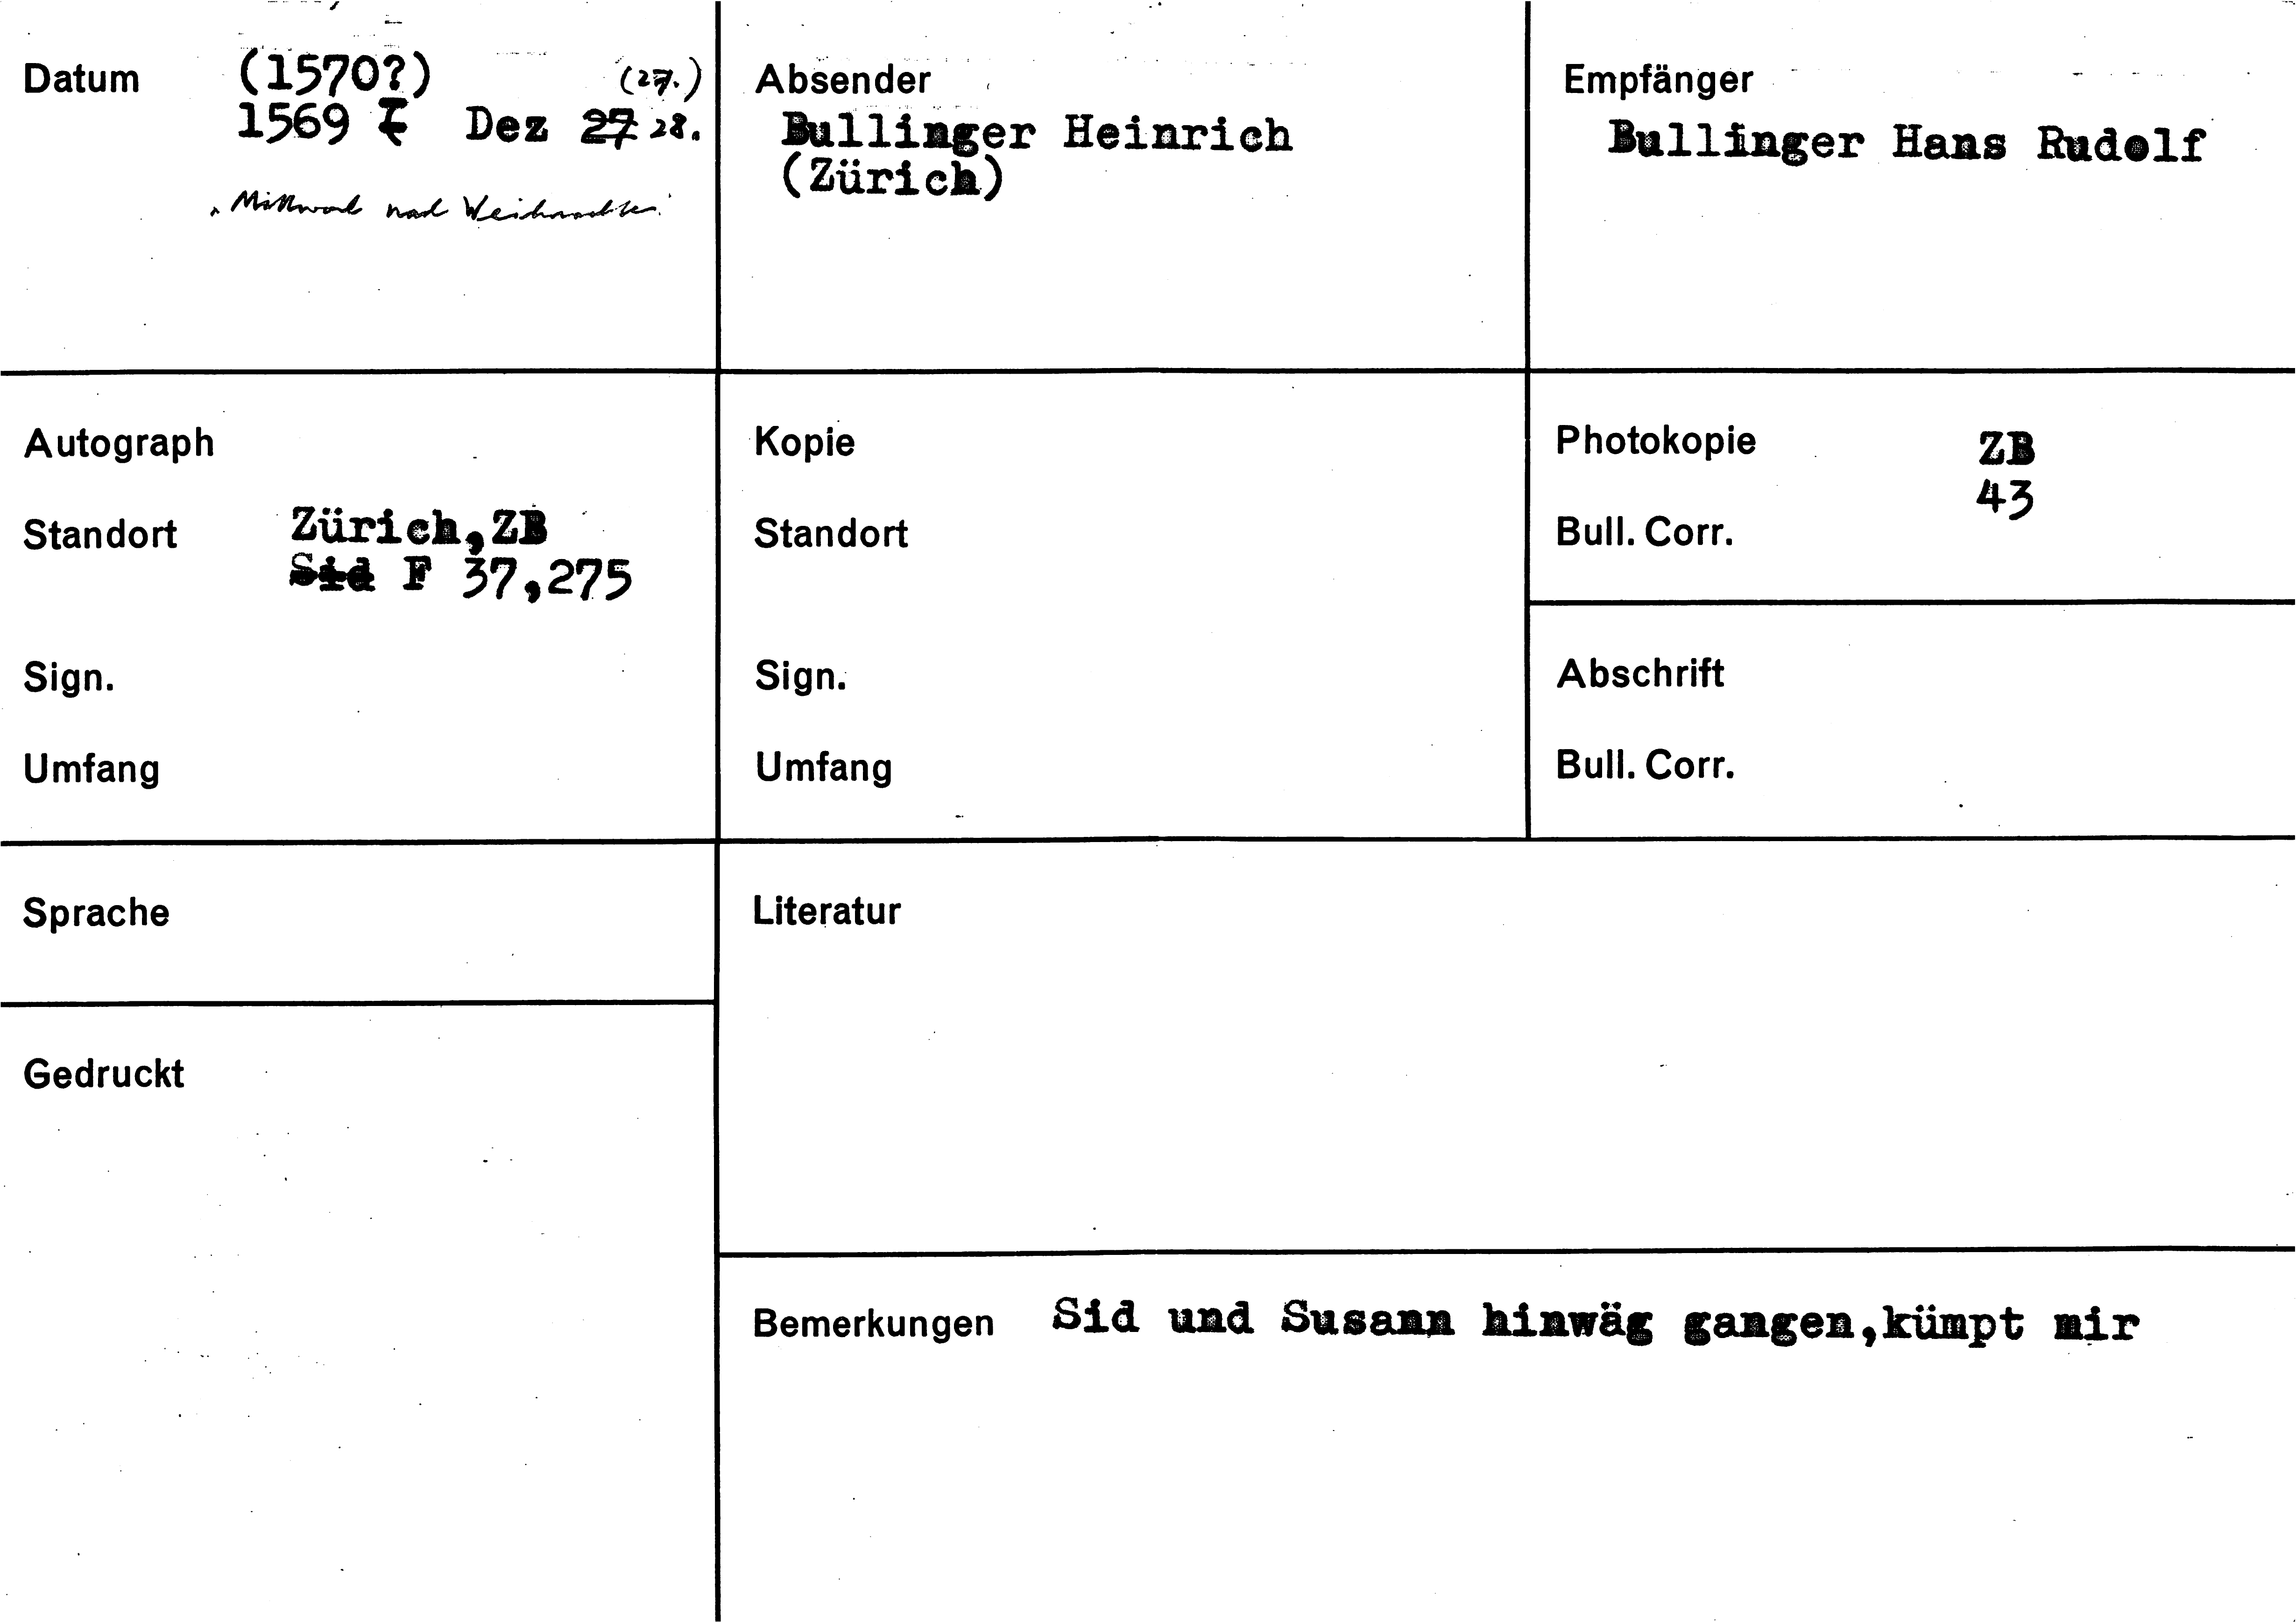 Datum (1570?) (27.)
1569 Dez 27 28.
„Mittwoch nach Weihnachten"
Absender
Bullinger Heinrich
(Zürich)
Empfänger
Bullinger Hans Rudolf
Autograph
Standort Zürich,ZB
Sid F 37,275
Sign.
Umfang
Kopie
Standort
Sign.
Umfang
Photokopie ZB
43
Bull. Corr.
Abschrift
Bull. Corr.
Sprache
Gedruckt
Literatur
Bemerkungen Sid und Susann hinwäg gangen,kümpt mir